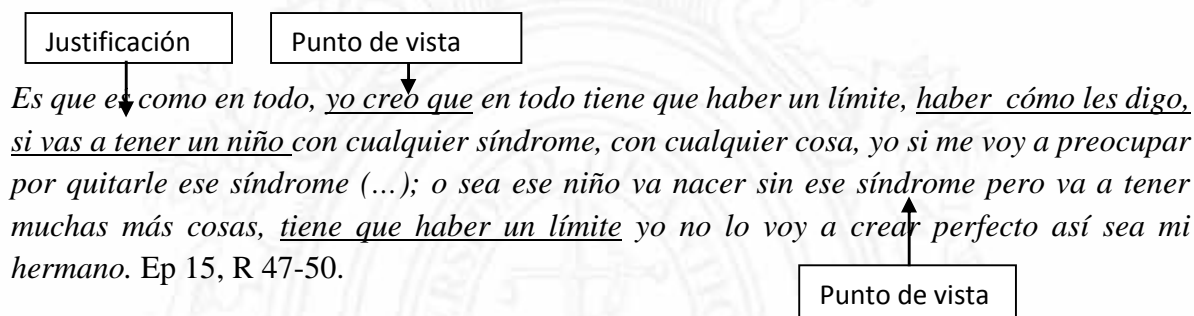 Justificación
Punto de vista
Es que es como en todo, yo creo que en todo tiene que haber un límite, haber cómo les digo,
si vas a tener un niño con cualquier síndrome, con cualquier cosa, yo si me voy a preocupar
por quitarle ese síndrome (...); o sea ese niño va nacer sin ese síndrome pero va a tener
muchas más cosas, tiene que haber un límite yo no lo voy a crear perfecto así sea mi
hermano. Ep 15, R 47-50.
Punto de vista